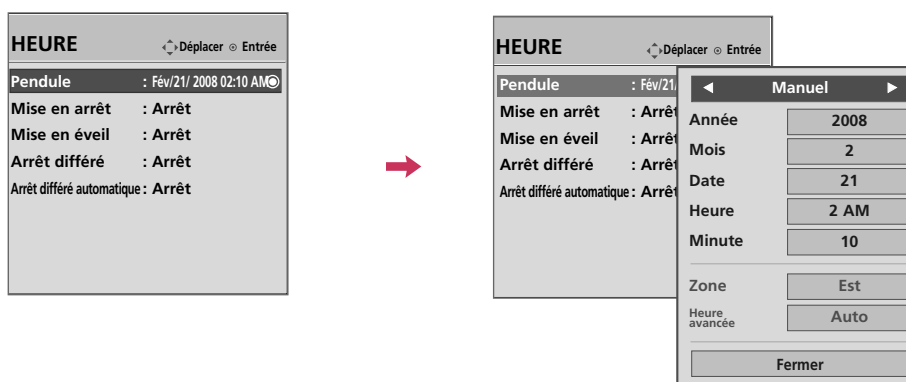 HEURE
Déplacer Entrée
Pendule : Fév/21/ 2008 02:10 AM
Mise en arrêt : Arrêt
Mise en éveil : Arrêt
Arrêt différé : Arrêt
Arrêt différé automatique : Arrêt
HEURE
Déplacer Entrée
Pendule : Fév/21/
Mise en arrêt : Arrêt
Mise en éveil : Arrêt
Arrêt différé : Arrêt
Arrêt différé automatique : Arrêt
Manuel
Année 2008
Mois 2
Date 21
Heure 2 AM
Minute 10
Zone Est
Heure
avancée Auto
Fermer